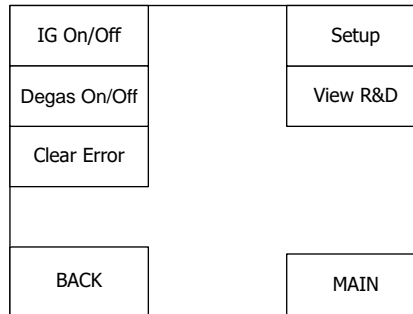 IG On/Off
Setup
Degas On/Off
View R&D
Clear Error
BACK
MAIN